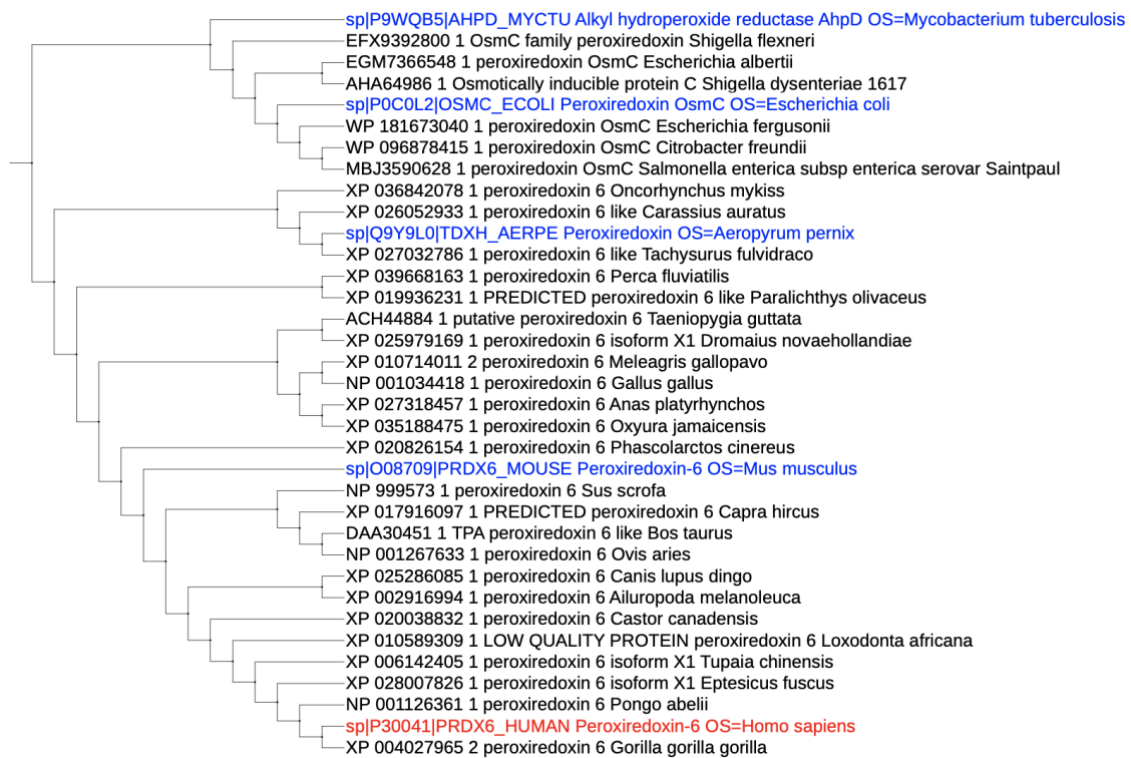 sp|P9WQB5|AHPD_MYCTU Alkyl hydroperoxide reductase AhpD OS=Mycobacterium tuberculosis
EFX9392800 1 OsmC family peroxiredoxin Shigella flexneri
EGM7366548 1 peroxiredoxin OsmC Escherichia albertii
AHA64986 1 Osmotically inducible protein C Shigella dysenteriae 1617
sp|P0C0L2|OSMC_ECOLI Peroxiredoxin OsmC OS=Escherichia coli
WP 181673040 1 peroxiredoxin OsmC Escherichia fergusonii
WP 096878415 1 peroxiredoxin OsmC Citrobacter freundii
MBJ3590628 1 peroxiredoxin OsmC Salmonella enterica subsp enterica serovar Saintpaul
XP 036842078 1 peroxiredoxin 6 Oncorhynchus mykiss
XP 026052933 1 peroxiredoxin 6 like Carassius auratus
sp|Q9Y9L0|TDXH_AERPE Peroxiredoxin OS=Aeropyrum pernix
XP 027032786 1 peroxiredoxin 6 like Tachysurus fulvidraco
XP 039668163 1 peroxiredoxin 6 Perca fluviatilis
XP 019936231 1 PREDICTED peroxiredoxin 6 like Paralichthys olivaceus
ACH44884 1 putative peroxiredoxin 6 Taeniopygia guttata
XP 025979169 1 peroxiredoxin 6 isoform X1 Dromaius novaehollandiae
XP 010714011 2 peroxiredoxin 6 Meleagris gallopavo
NP 001034418 1 peroxiredoxin 6 Gallus gallus
XP 027318457 1 peroxiredoxin 6 Anas platyrhynchos
XP 035188475 1 peroxiredoxin 6 Oxyura jamaicensis
XP 020826154 1 peroxiredoxin 6 Phascolarctos cinereus
sp|O08709|PRDX6_MOUSE Peroxiredoxin-6 OS=Mus musculus
NP 999573 1 peroxiredoxin 6 Sus scrofa
XP 017916097 1 PREDICTED peroxiredoxin 6 Capra hircus
DAA30451 1 TPA peroxiredoxin 6 like Bos taurus
NP 001267633 1 peroxiredoxin 6 Ovis aries
XP 025286085 1 peroxiredoxin 6 Canis lupus dingo
XP 002916994 1 peroxiredoxin 6 Ailuropoda melanoleuca
XP 020038832 1 peroxiredoxin 6 Castor canadensis
XP 010589309 1 LOW QUALITY PROTEIN peroxiredoxin 6 Loxodonta africana
XP 006142405 1 peroxiredoxin 6 isoform X1 Tupaia chinensis
XP 028007826 1 peroxiredoxin 6 isoform X1 Eptesicus fuscus
NP 001126361 1 peroxiredoxin 6 Pongo abelii
sp|P30041|PRDX6_HUMAN Peroxiredoxin-6 OS=Homo sapiens
XP 004027965 2 peroxiredoxin 6 Gorilla gorilla gorilla